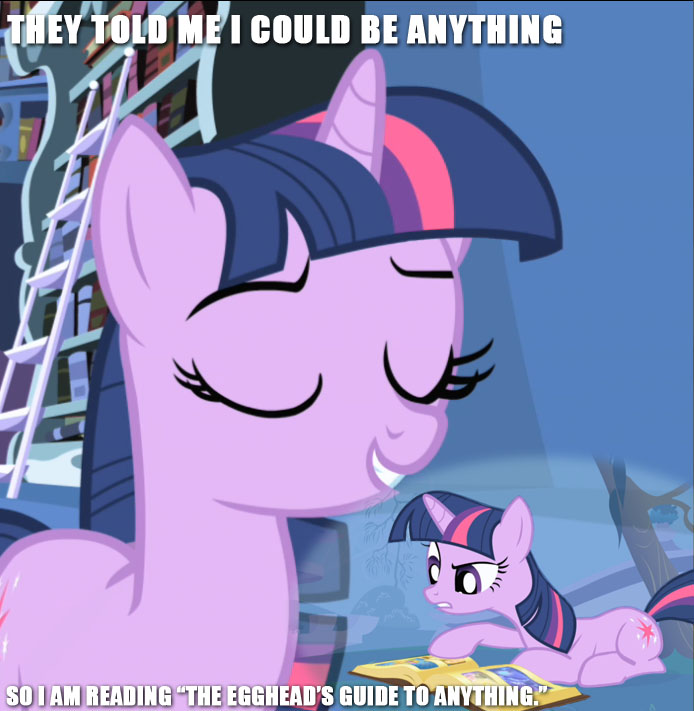 THEY TOLD ME I COULD BE ANYTHING
SO I AM READING “THE EGGHEAD’S GUIDE TO ANYTHING.”